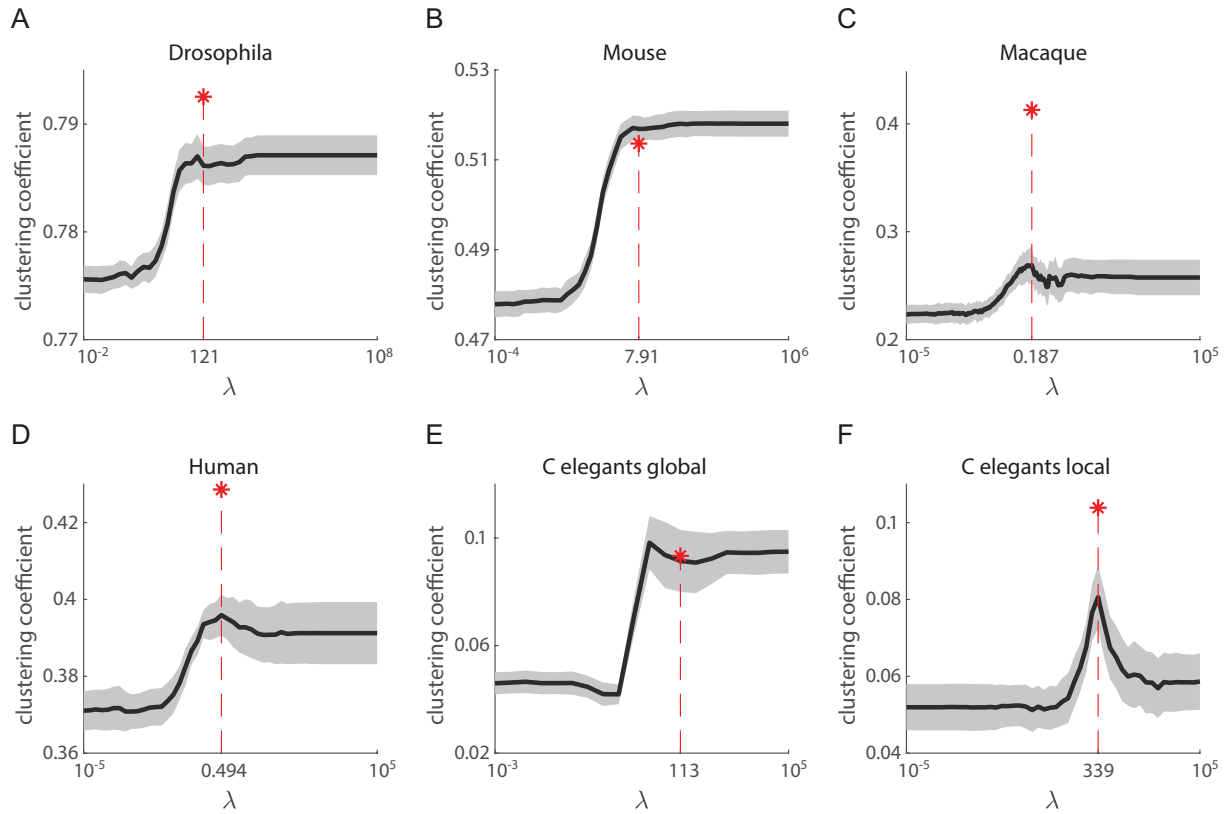 A
Drosophila
clustering coefficient
0.79
0.78
0.77
10-2
121
108
λ
B
Mouse
clustering coefficient
0.53
0.51
0.49
0.47
10-4
7.91
106
λ
C
Macaque
clustering coefficient
0.4
0.3
0.2
10-5
0.187
105
λ
D
Human
clustering coefficient
0.42
0.4
0.38
0.36
10-5
0.494
105
λ
E
C elegants global
clustering coefficient
0.1
0.06
0.02
10-3
113
105
λ
F
C elegants local
clustering coefficient
0.1
0.08
0.06
0.04
10-5
339
105
λ